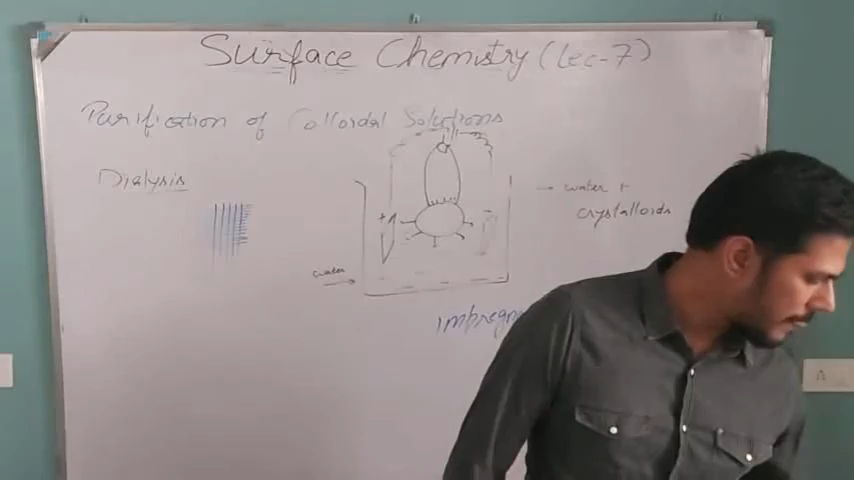 Surface Chemistry (Lec-7)
Purification of Colloidal Solutions
Dialysis
+
→ water +
crystalloids
water
impregn